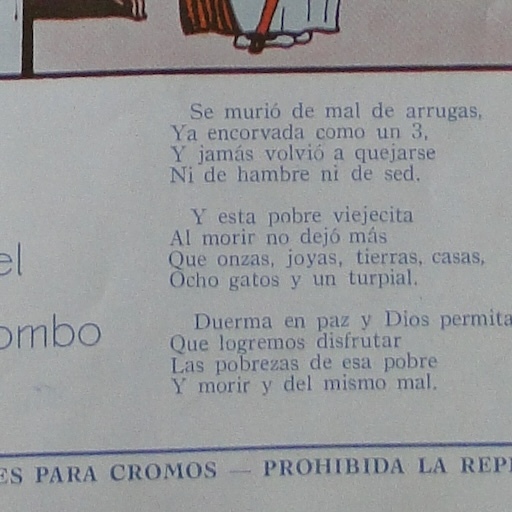 Se murió de mal de arrugas,
Ya encorvada como un 3,
Y jamás volvió a quejarse
Ni de hambre ni de sed.
Y esta pobre viejecita
Al morir no dejó más
Que onzas, joyas, tierras, casas,
Ocho gatos y un turpial.
Duerma en paz y Dios permita
Que logremos disfrutar
Las pobrezas de esa pobre
Y morir y del mismo mal.
el
ombo
ES PARA CROMOS — PROHIBIDA LA REP